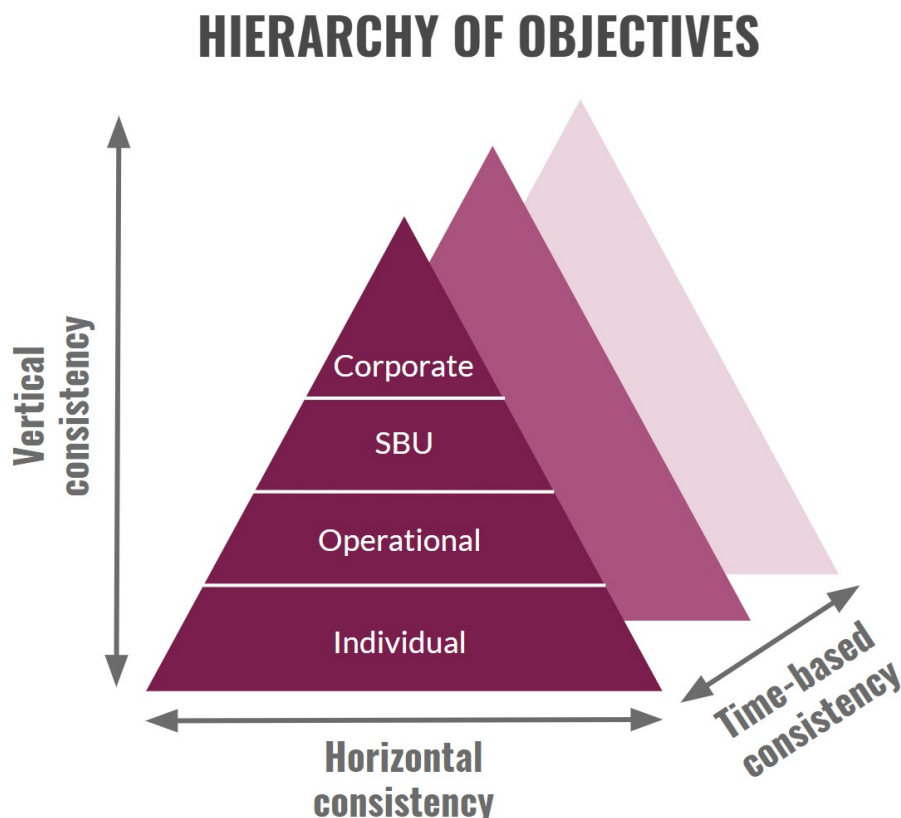 HIERARCHY OF OBJECTIVES
Vertical
consistency
Corporate
SBU
Operational
Individual
Horizontal
consistency
Time-based
consistency